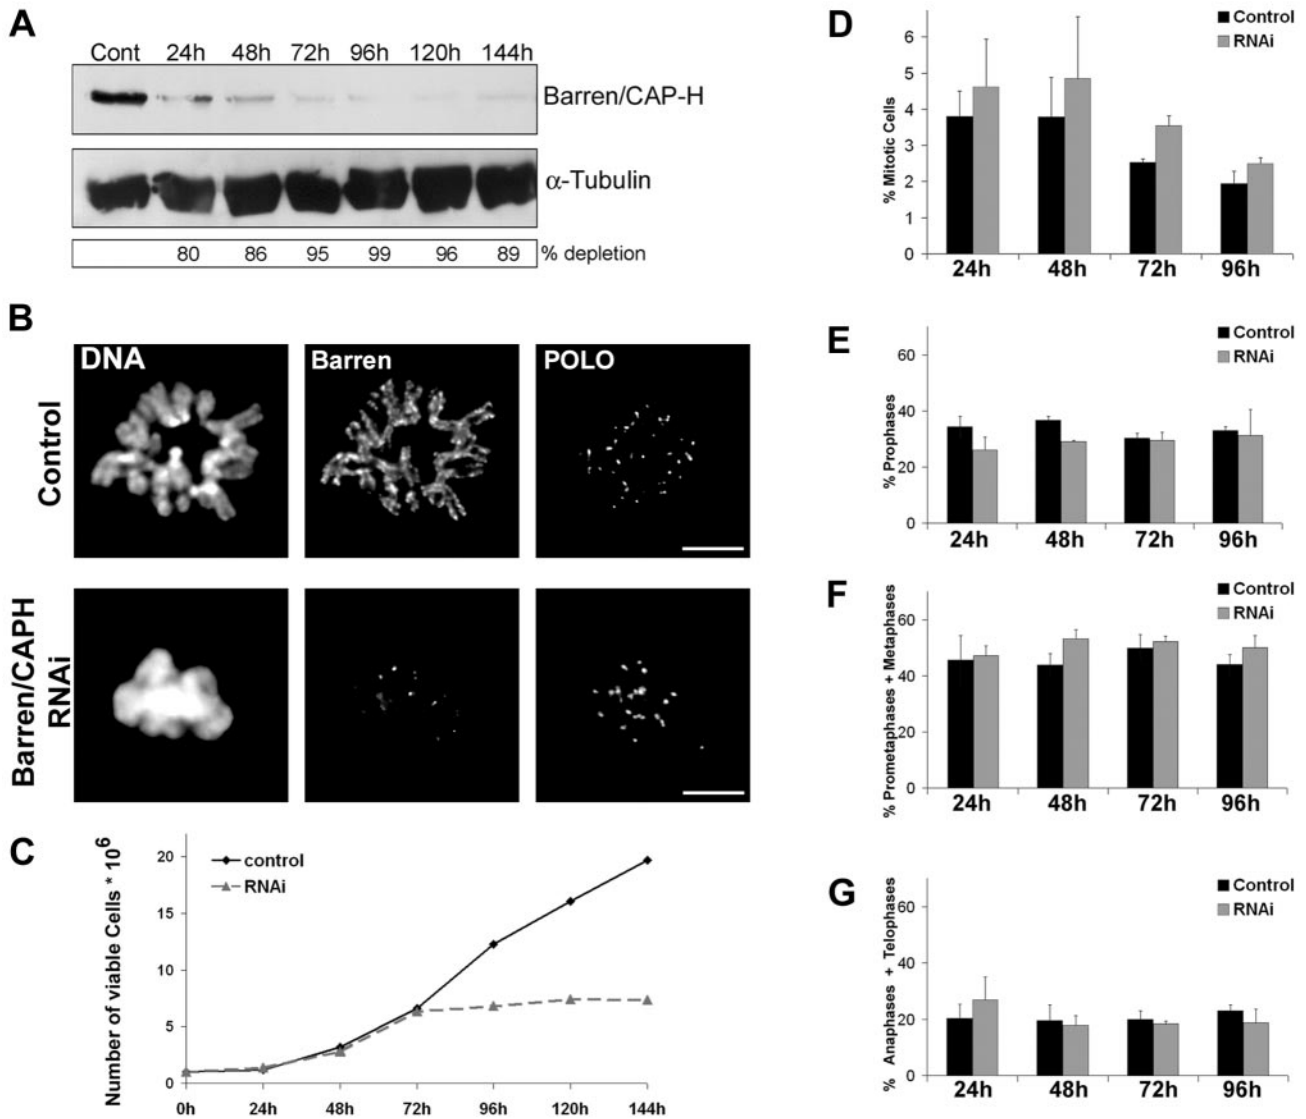 A
Cont 24h 48h 72h 96h 120h 144h
Barren/CAP-H
α-Tubulin
80 86 95 99 96 89 % depletion
B
DNA Barren POLO
Control
Barren/CAPH
RNAi
C
Number of viable Cells * 10⁶
control
RNAi
20
15
10
5
0
0h 24h 48h 72h 96h 120h 144h
D
% Mitotic Cells
Control
RNAi
6
5
4
3
2
1
0
24h 48h 72h 96h
E
% Prophases
Control
RNAi
60
40
20
0
24h 48h 72h 96h
F
% Prometaphases + Metaphases
Control
RNAi
60
40
20
0
24h 48h 72h 96h
G
% Anaphases + Telophases
Control
RNAi
60
40
20
0
24h 48h 72h 96h